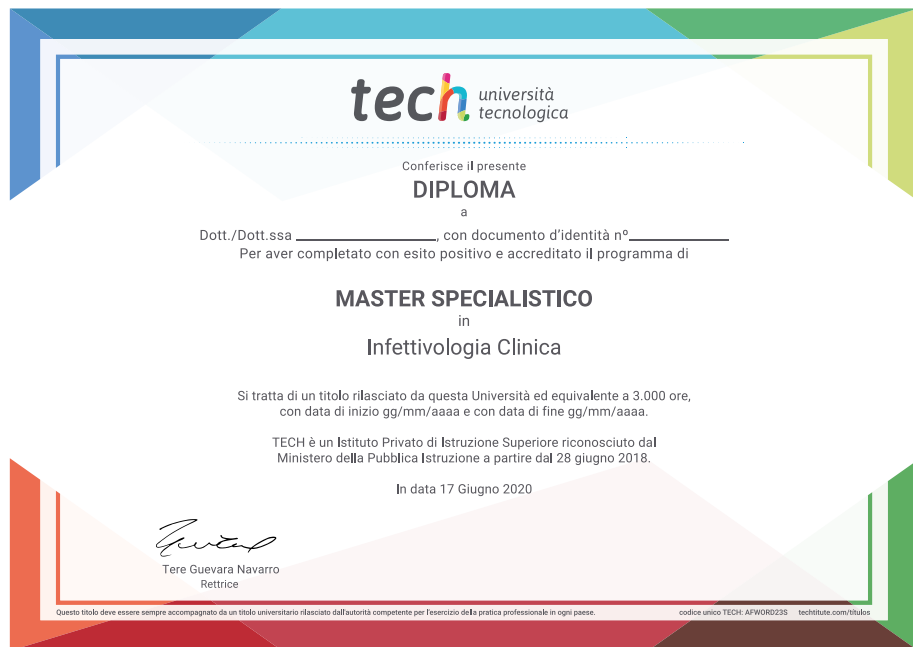 tech università
tecnologica
Conferisce il presente
DIPLOMA
a
Dott./Dott.ssa ________________, con documento d'identità nº___________
Per aver completato con esito positivo e accreditato il programma di
MASTER SPECIALISTICO
in
Infettivologia Clinica
Si tratta di un titolo rilasciato da questa Università ed equivalente a 3.000 ore,
con data di inizio gg/mm/aaaa e con data di fine gg/mm/aaaa.
TECH è un Istituto Privato di Istruzione Superiore riconosciuto dal
Ministero della Pubblica Istruzione a partire dal 28 giugno 2018.
In data 17 Giugno 2020
Tere Guevara Navarro
Rettrice
Questo titolo deve essere sempre accompagnato da un titolo universitario rilasciato dall'autorità competente per l'esercizio della pratica professionale in ogni paese. codice unico TECH: AFWORD23S techtitute.com/titulos